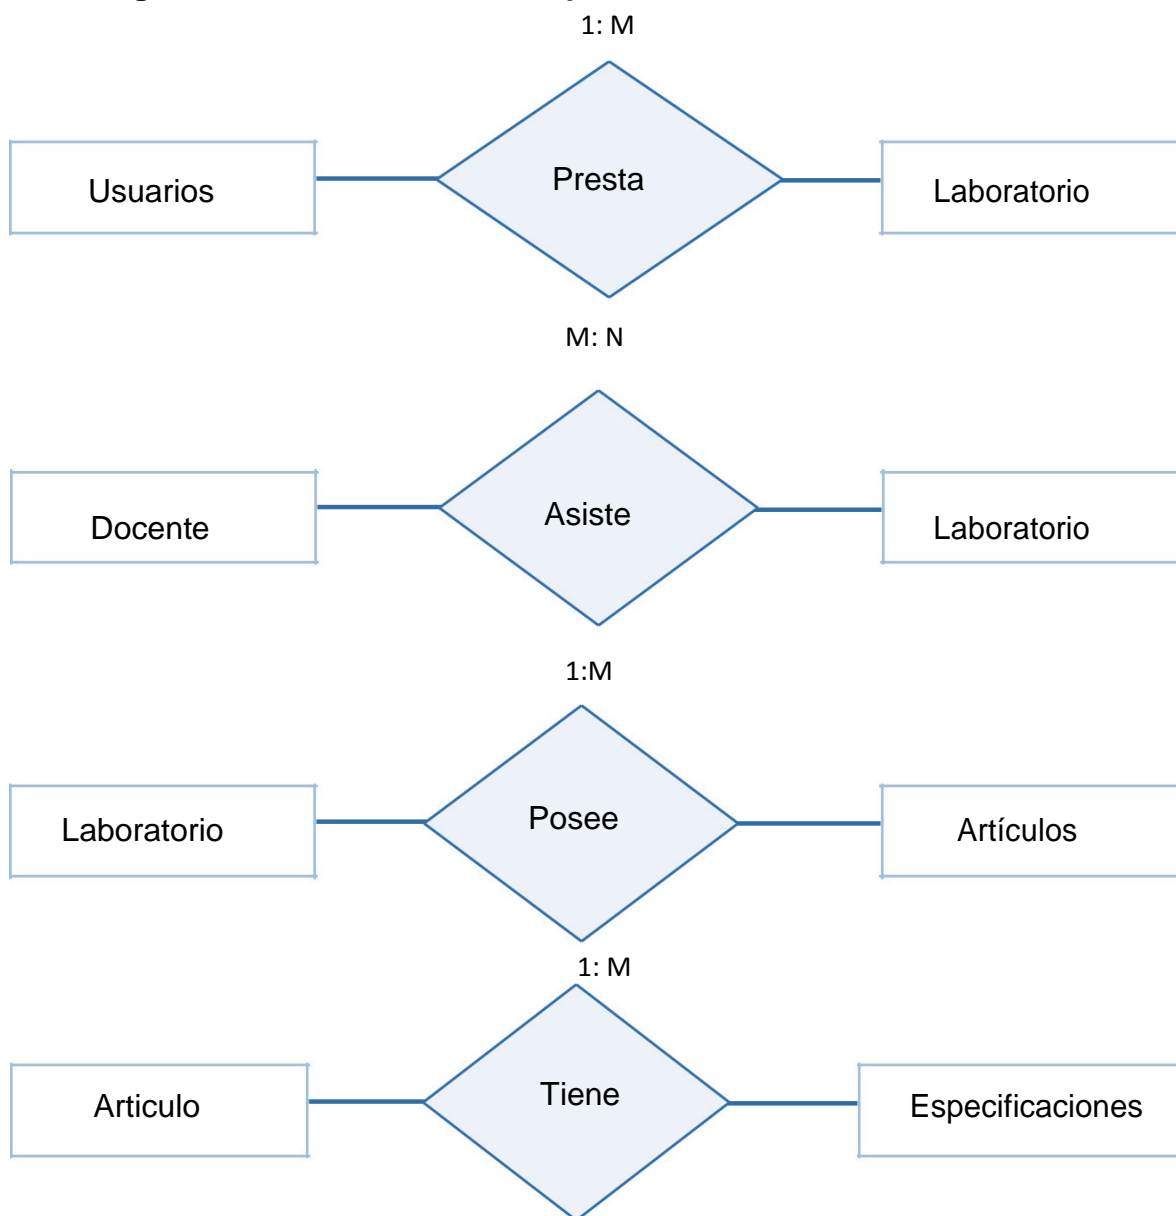 1: M
Usuarios
Presta
Laboratorio
M: N
Docente
Asiste
Laboratorio
1:M
Laboratorio
Posee
Artículos
1: M
Articulo
Tiene
Especificaciones